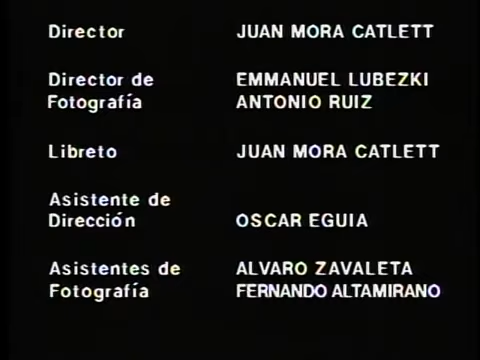 Director JUAN MORA CATLETT
Director de EMMANUEL LUBEZKI
Fotografía ANTONIO RUIZ
Libreto JUAN MORA CATLETT
Asistente de
Dirección OSCAR EGUIA
Asistentes de ALVARO ZAVALETA
Fotografía FERNANDO ALTAMIRANO